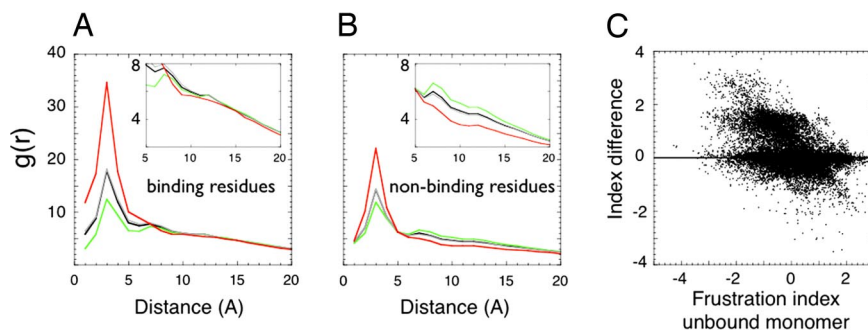 A
B
C
40
30
20
10
g(r)
8
4
5 10 15 20
binding residues
0 5 10 15 20
Distance (A)
8
4
5 10 15 20
non-binding residues
0 5 10 15 20
Distance (A)
4
2
0
-2
-4
Index difference
-4 -2 0 2
Frustration index
unbound monomer